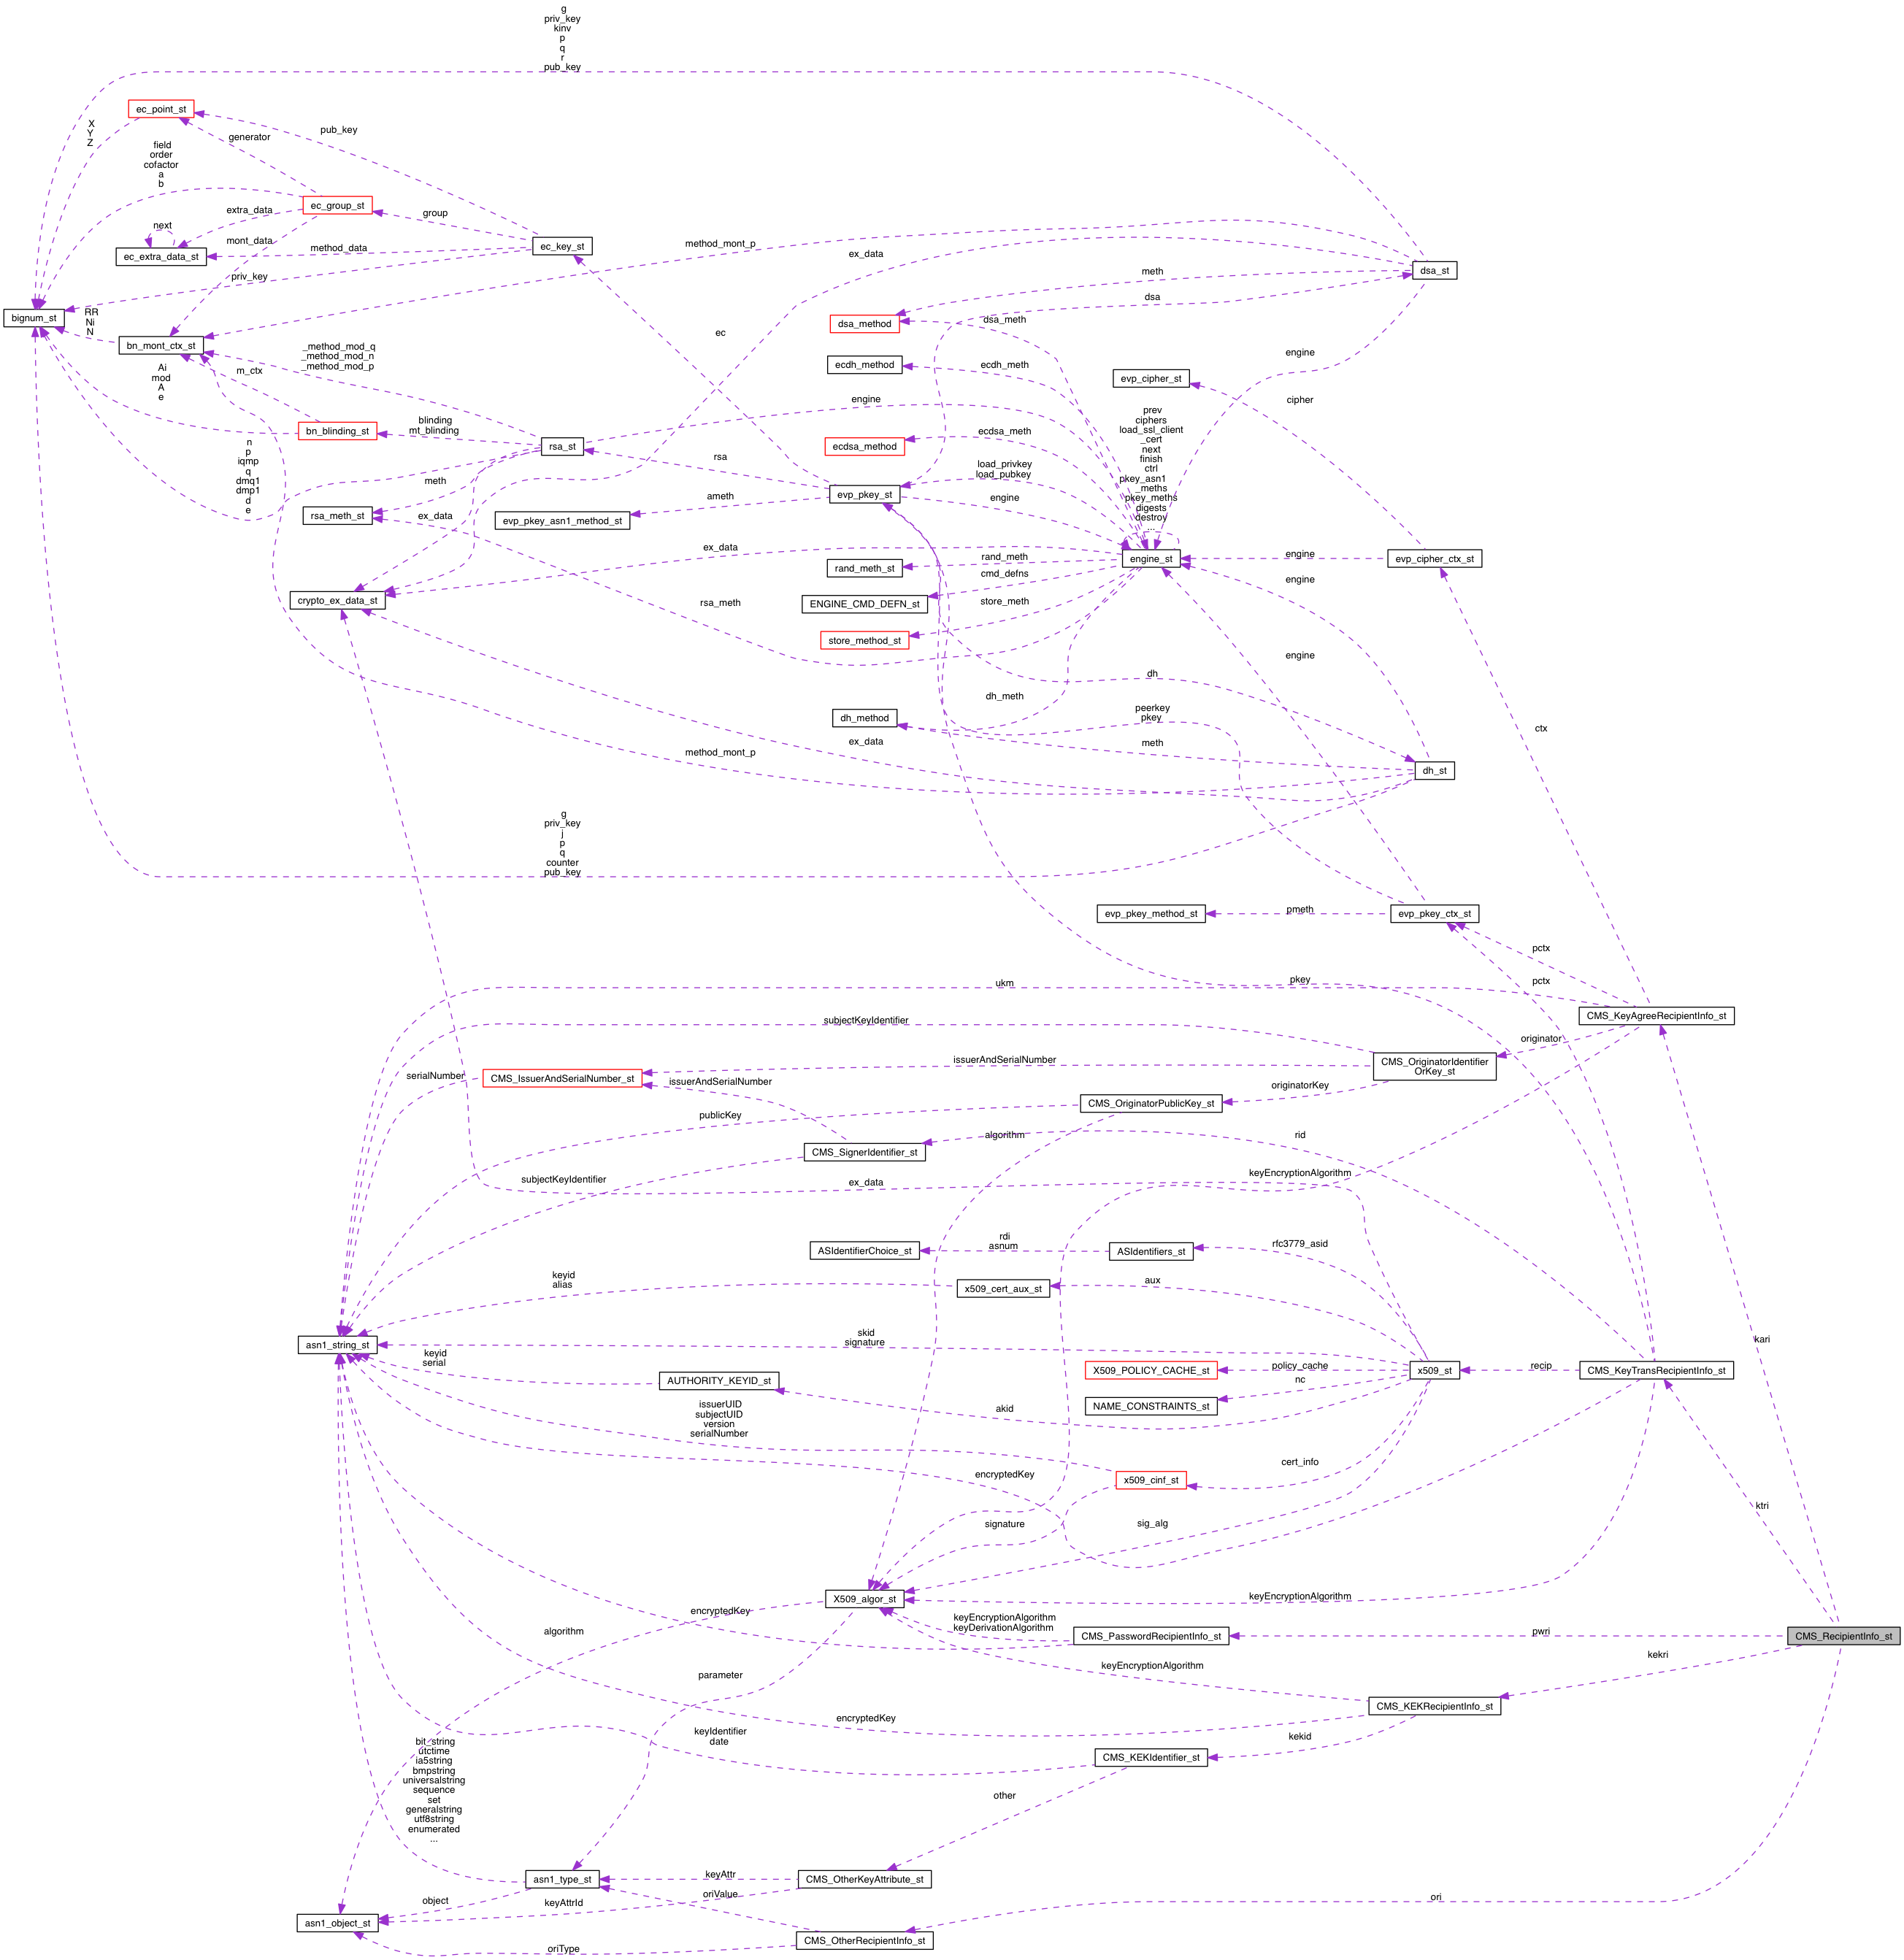 g
priv_key
kinv
p
q
r
pub_key
ec_point_st
X
Y
Z
pub_key
generator
field
order
cofactor
a
b
ec_group_st
extra_data
group
next
mont_data
method_data
ec_key_st
method_mont_p
ec_extra_data_st
ex_data
priv_key
meth
dsa_st
dsa
bignum_st
RR
Ni
N
dsa_method
dsa_meth
ec
bn_mont_ctx_st
_method_mod_q
_method_mod_n
_method_mod_p
engine
ecdh_method
ecdh_meth
Ai
mod
A
e
m_ctx
evp_cipher_st
cipher
engine
blinding
mt_blinding
bn_blinding_st
prev
ciphers
load_ssl_client
_cert
next
finish
ctrl
pkey_asn1
_meths
pkey_meths
digests
destroy
...
ecdsa_method
ecdsa_meth
rsa_st
n
p
iqmp
q
dmq1
dmp1
d
e
rsa
load_privkey
load_pubkey
meth
evp_pkey_st
ameth
engine
rsa_meth_st
ex_data
evp_pkey_asn1_method_st
ex_data
rand_meth
engine_st
engine
evp_cipher_ctx_st
rand_meth_st
cmd_defns
engine
crypto_ex_data_st
rsa_meth
ENGINE_CMD_DEFN_st
store_meth
store_method_st
engine
dh
dh_meth
peerkey
pkey
dh_method
ctx
method_mont_p
ex_data
meth
dh_st
g
priv_key
j
p
q
counter
pub_key
evp_pkey_method_st
pmeth
evp_pkey_ctx_st
pctx
ukm
pkey
pctx
CMS_KeyAgreeRecipientInfo_st
subjectKeyIdentifier
originator
issuerAndSerialNumber
CMS_OriginatorIdentifier
OrKey_st
serialNumber
CMS_IssuerAndSerialNumber_st
issuerAndSerialNumber
originatorKey
publicKey
CMS_OriginatorPublicKey_st
algorithm
rid
CMS_SignerIdentifier_st
subjectKeyIdentifier
ex_data
keyEncryptionAlgorithm
rdi
asnum
ASIdentifierChoice_st
ASIdentifiers_st
rfc3779_asid
keyid
alias
x509_cert_aux_st
aux
skid
signature
asn1_string_st
keyid
serial
kari
X509_POLICY_CACHE_st
policy_cache
x509_st
recip
CMS_KeyTransRecipientInfo_st
AUTHORITY_KEYID_st
nc
NAME_CONSTRAINTS_st
akid
issuerUID
subjectUID
version
serialNumber
cert_info
encryptedKey
x509_cinf_st
ktri
signature
sig_alg
X509_algor_st
keyEncryptionAlgorithm
encryptedKey
keyEncryptionAlgorithm
keyDerivationAlgorithm
algorithm
CMS_PasswordRecipientInfo_st
pwri
CMS_RecipientInfo_st
kekri
keyEncryptionAlgorithm
parameter
CMS_KEKRecipientInfo_st
encryptedKey
keyIdentifier
date
kekid
CMS_KEKIdentifier_st
bit_string
utctime
ia5string
bmpstring
universalstring
sequence
set
generalstring
utf8string
enumerated
...
other
keyAttr
asn1_type_st
CMS_OtherKeyAttribute_st
object
oriValue
keyAttrId
ori
asn1_object_st
CMS_OtherRecipientInfo_st
oriType